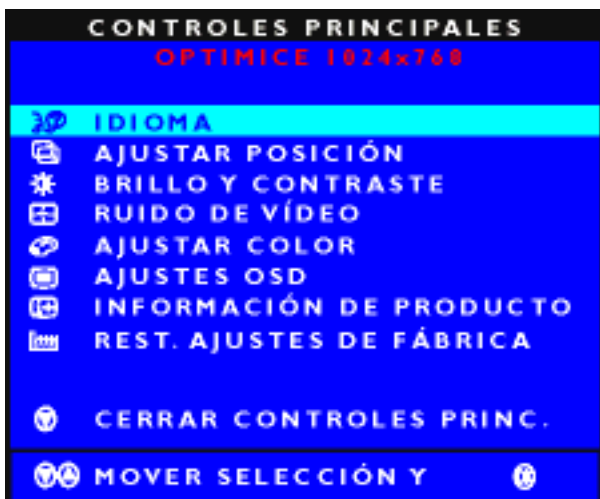 CONTROLES PRINCIPALES
OPTIMICE 1024x768
IDIOMA
AJUSTAR POSICIÓN
BRILLO Y CONTRASTE
RUIDO DE VÍDEO
AJUSTAR COLOR
AJUSTES OSD
INFORMACIÓN DE PRODUCTO
REST. AJUSTES DE FÁBRICA
CERRAR CONTROLES PRINC.
MOVER SELECCIÓN Y